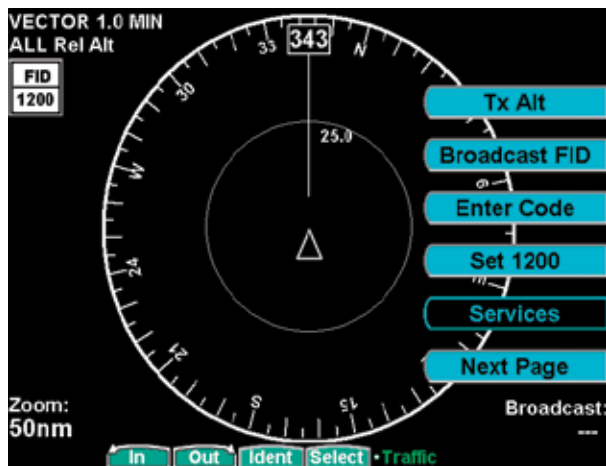 VECTOR 1.0 MIN
ALL Rel Alt
FID
1200
343
33
N
30
25.0
W
6
24
E
21
S
15
Tx Alt
Broadcast FID
Enter Code
Set 1200
Services
Next Page
Zoom:
50nm
Broadcast:
---
In
Out
Ident
Select
Traffic